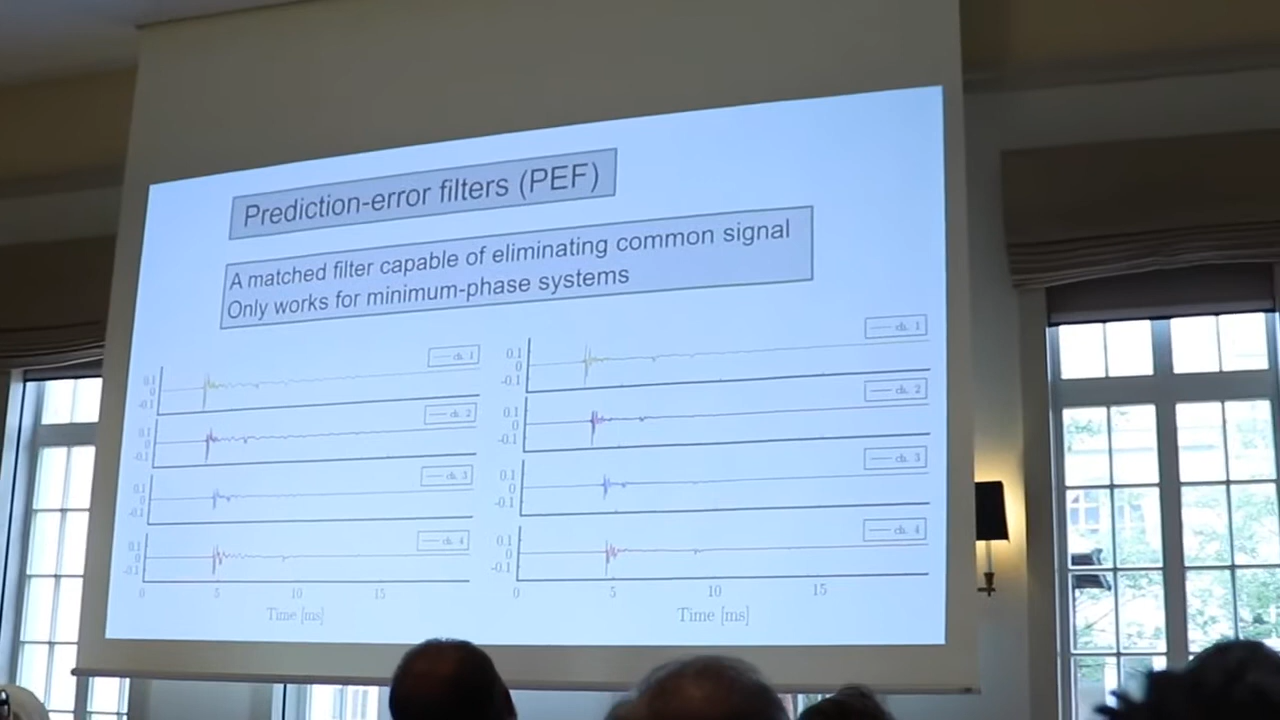 Prediction-error filters (PEF)
A matched filter capable of eliminating common signal
Only works for minimum-phase systems
ch. 1
0.1
0
-0.1
ch. 2
0.1
0
-0.1
ch. 3
0.1
0
-0.1
ch. 4
0.1
0
-0.1
0 5 10 15
Time [ms]
ch. 1
0.1
0
-0.1
ch. 2
0.1
0
-0.1
ch. 3
0.1
0
-0.1
ch. 4
0.1
0
-0.1
0 5 10 15
Time [ms]